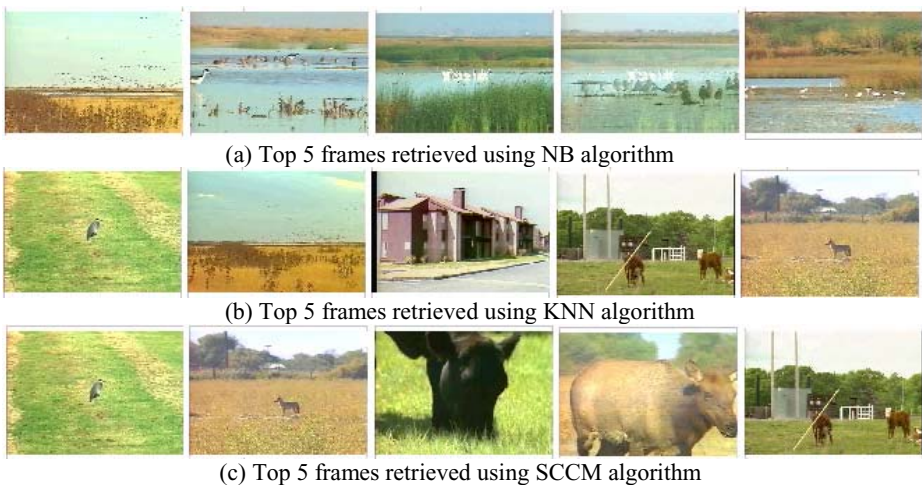 (a) Top 5 frames retrieved using NB algorithm
(b) Top 5 frames retrieved using KNN algorithm
(c) Top 5 frames retrieved using SCCM algorithm